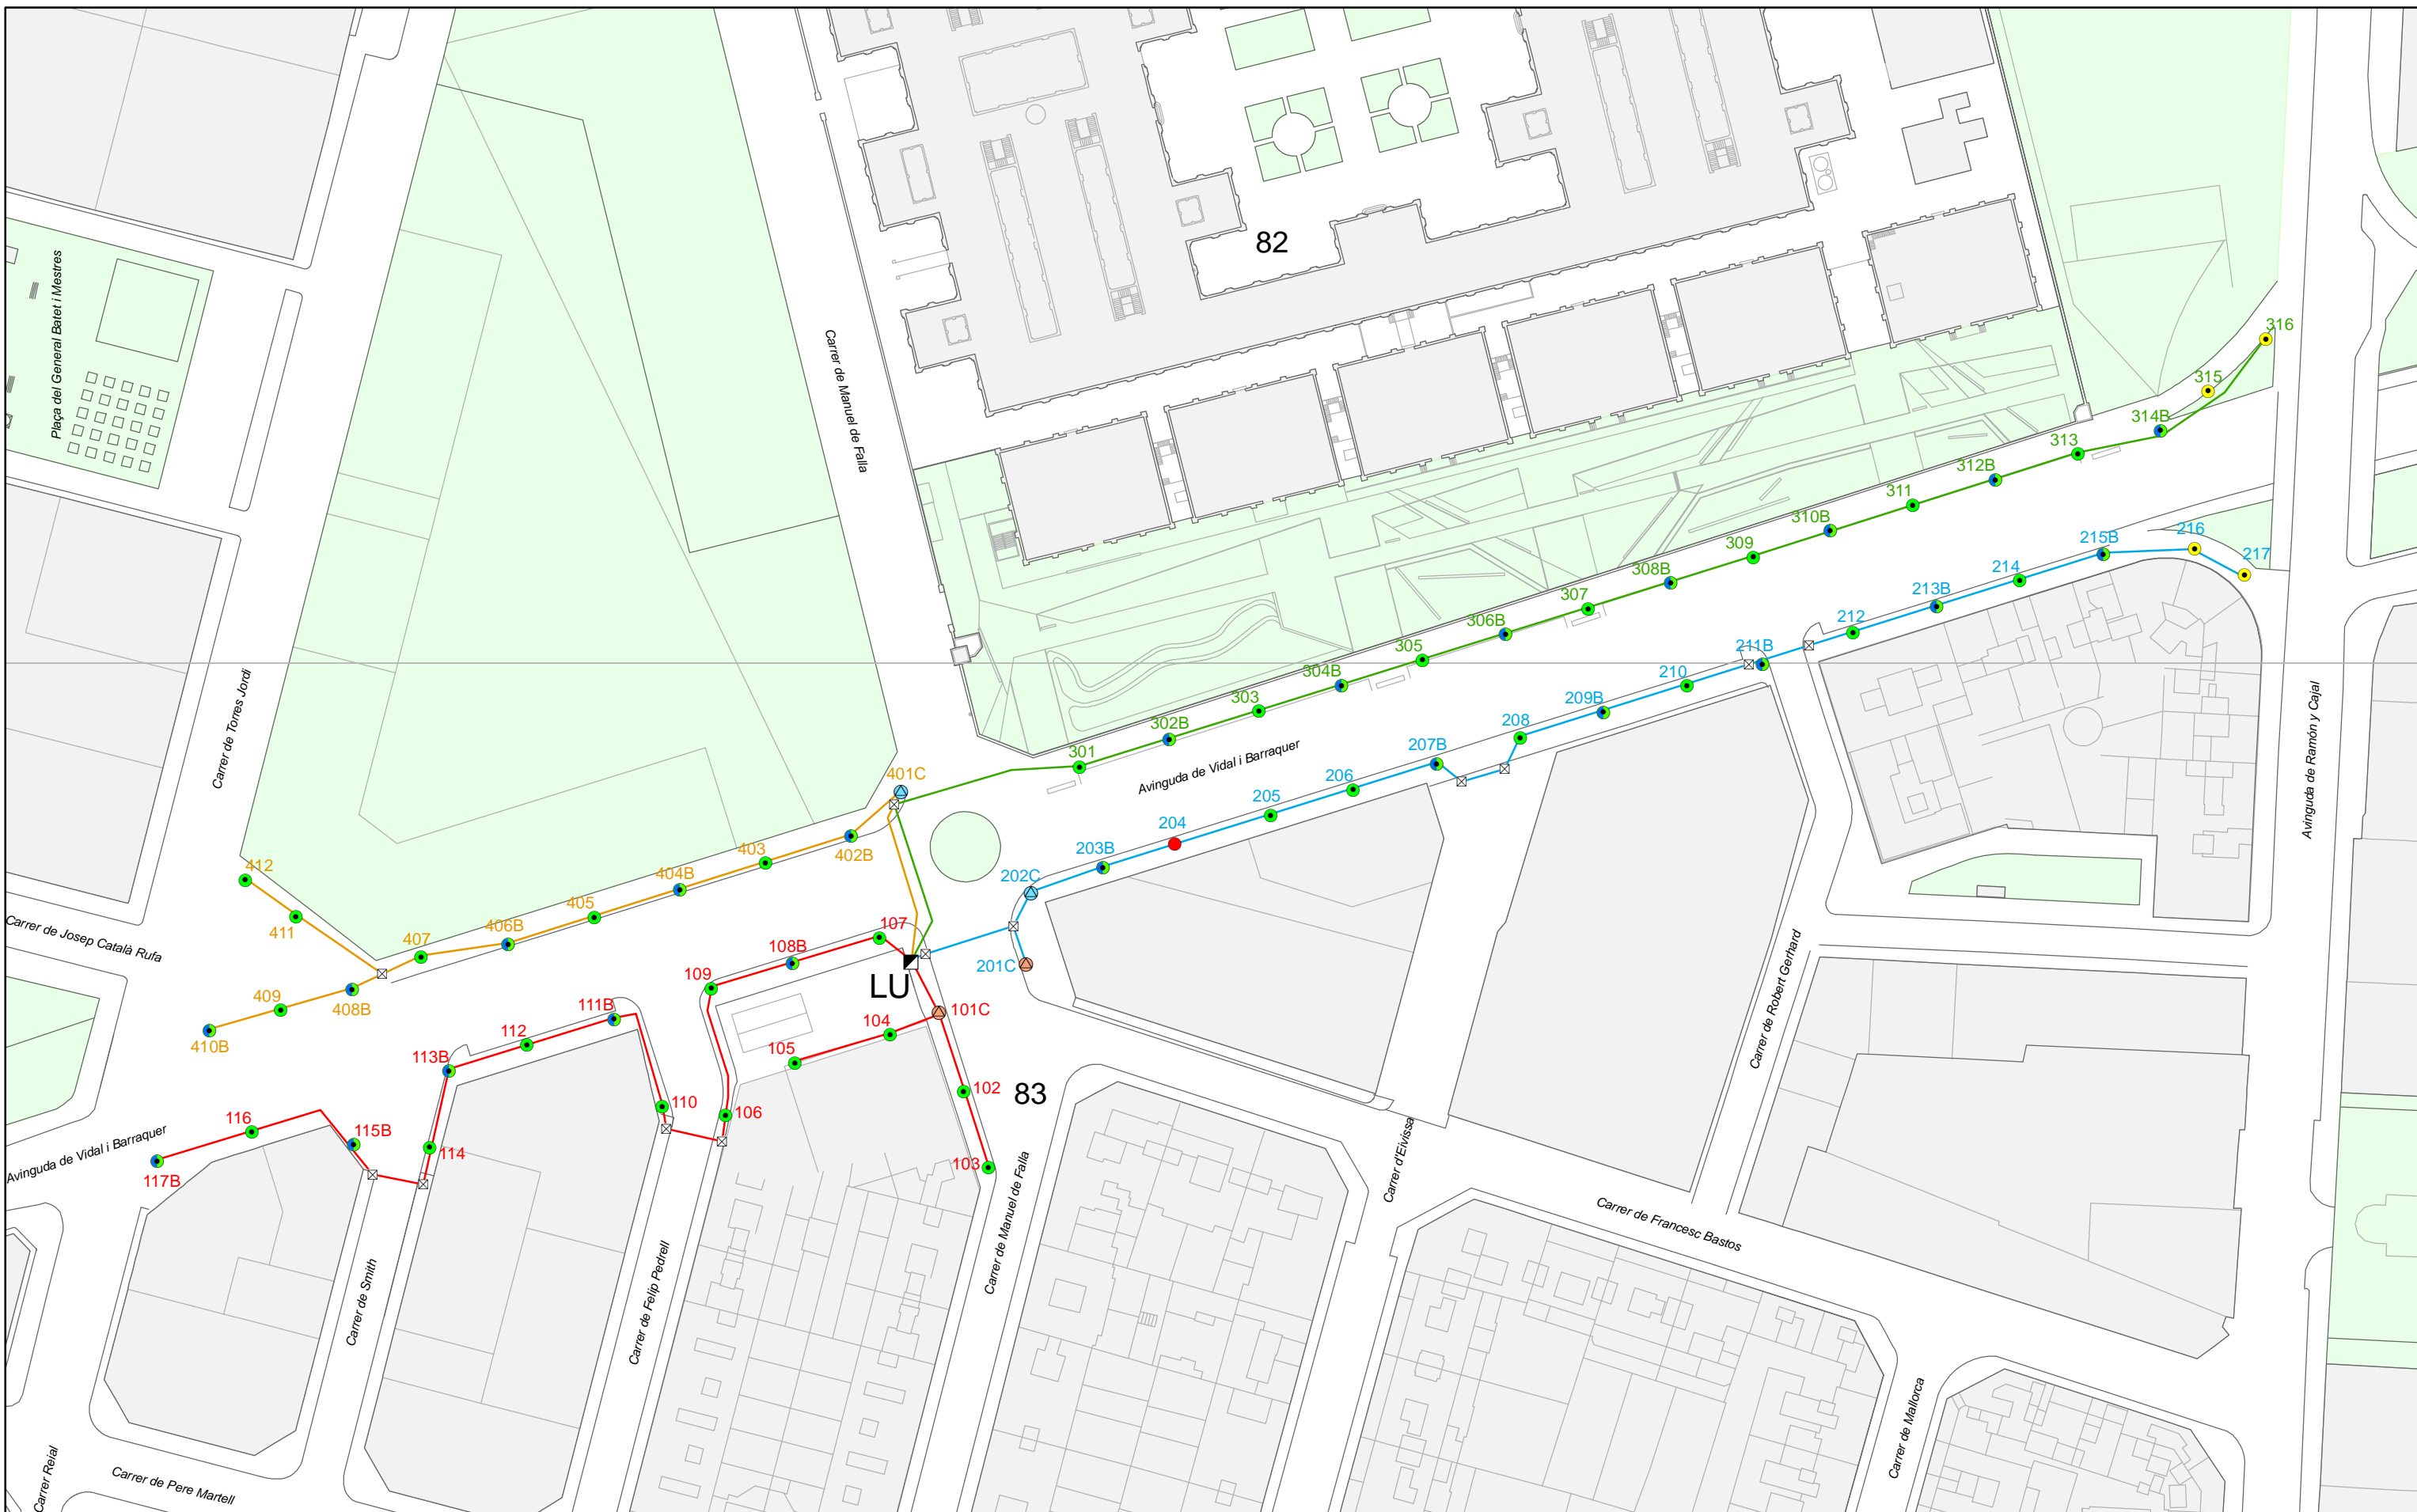 82
Plaça del General Batet i Mestres
Carrer de Manuel de Falla
316
315
314B
313
312B
311
310B
309
308B
307
306B
305
304B
303
302B
301
217
216
215B
214
213B
212
211B
210
209B
208
207B
206
205
204
203B
202C
201C
Avinguda de Vidal i Barraquer
Carrer de Torres Jordi
Avinguda de Ramón y Cajal
401C
402B
403
404B
405
406B
407
408B
409
410B
411
412
Carrer de Josep Català Rufa
107
108B
109
LU
101C
104
105
102
103
106
110
111B
112
113B
114
115B
116
117B
83
Carrer de Robert Gerhard
Avinguda de Vidal i Barraquer
Carrer d'Eivissa
Carrer de Manuel de Falla
Carrer de Francesc Bastos
Carrer de Felip Pedrell
Carrer de Smith
Carrer de Mallorca
Carrer Reial
Carrer de Pere Martell